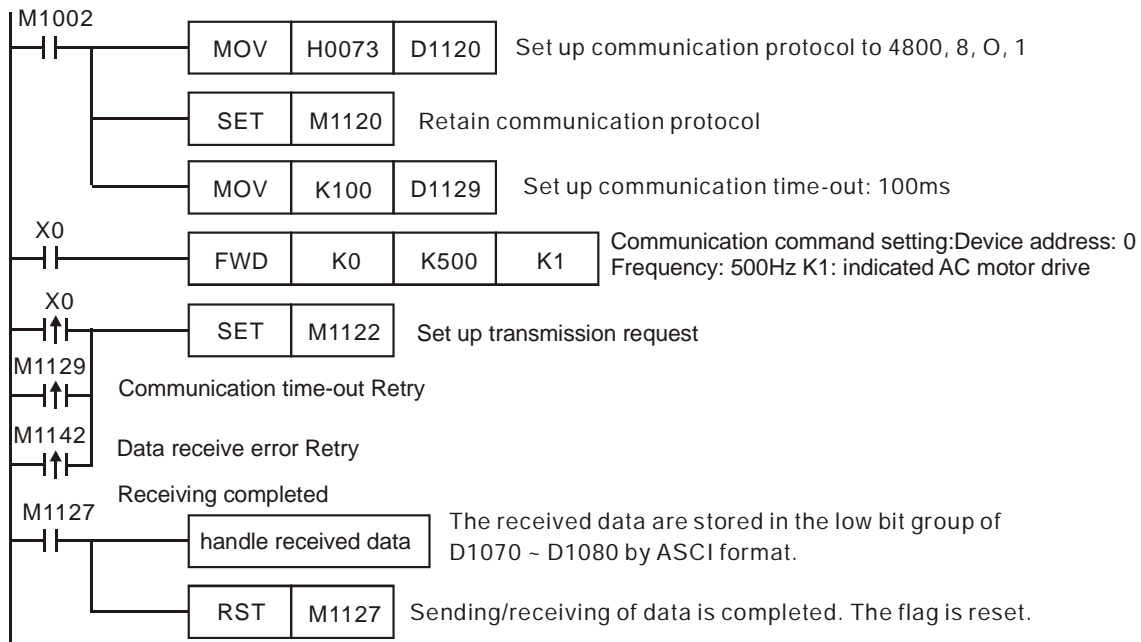 M1002
MOV H0073 D1120 Set up communication protocol to 4800, 8, O, 1
SET M1120 Retain communication protocol
MOV K100 D1129 Set up communication time-out: 100ms
X0
FWD K0 K500 K1
Communication command setting:Device address: 0
Frequency: 500Hz K1: indicated AC motor drive
X0
SET M1122 Set up transmission request
M1129
Communication time-out Retry
M1142
Data receive error Retry
Receiving completed
M1127
handle received data
The received data are stored in the low bit group of
D1070 ~ D1080 by ASCI format.
RST M1127 Sending/receiving of data is completed. The flag is reset.